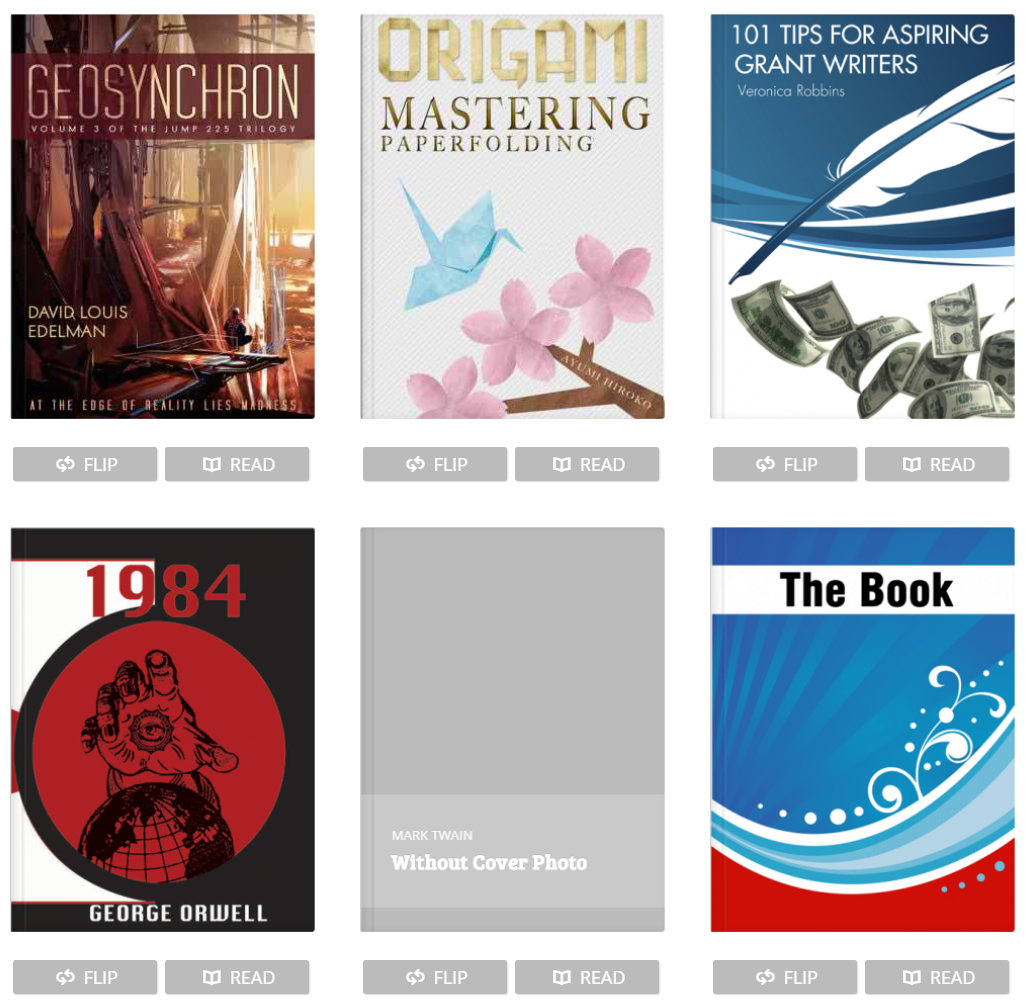 GEOSYNCHRON
VOLUME 3 OF THE JUMP 225 TRILOGY
DAVID LOUIS
EDELMAN
AT THE EDGE OF REALITY LIES MADNESS
ORIGAMI
MASTERING
PAPERFOLDING
AYUMI HIROKO
101 TIPS FOR ASPIRING
GRANT WRITERS
Veronica Robbins
100
FLIP
READ
FLIP
READ
FLIP
READ
1984
GEORGE ORWELL
MARK TWAIN
Without Cover Photo
The Book
FLIP
READ
FLIP
READ
FLIP
READ